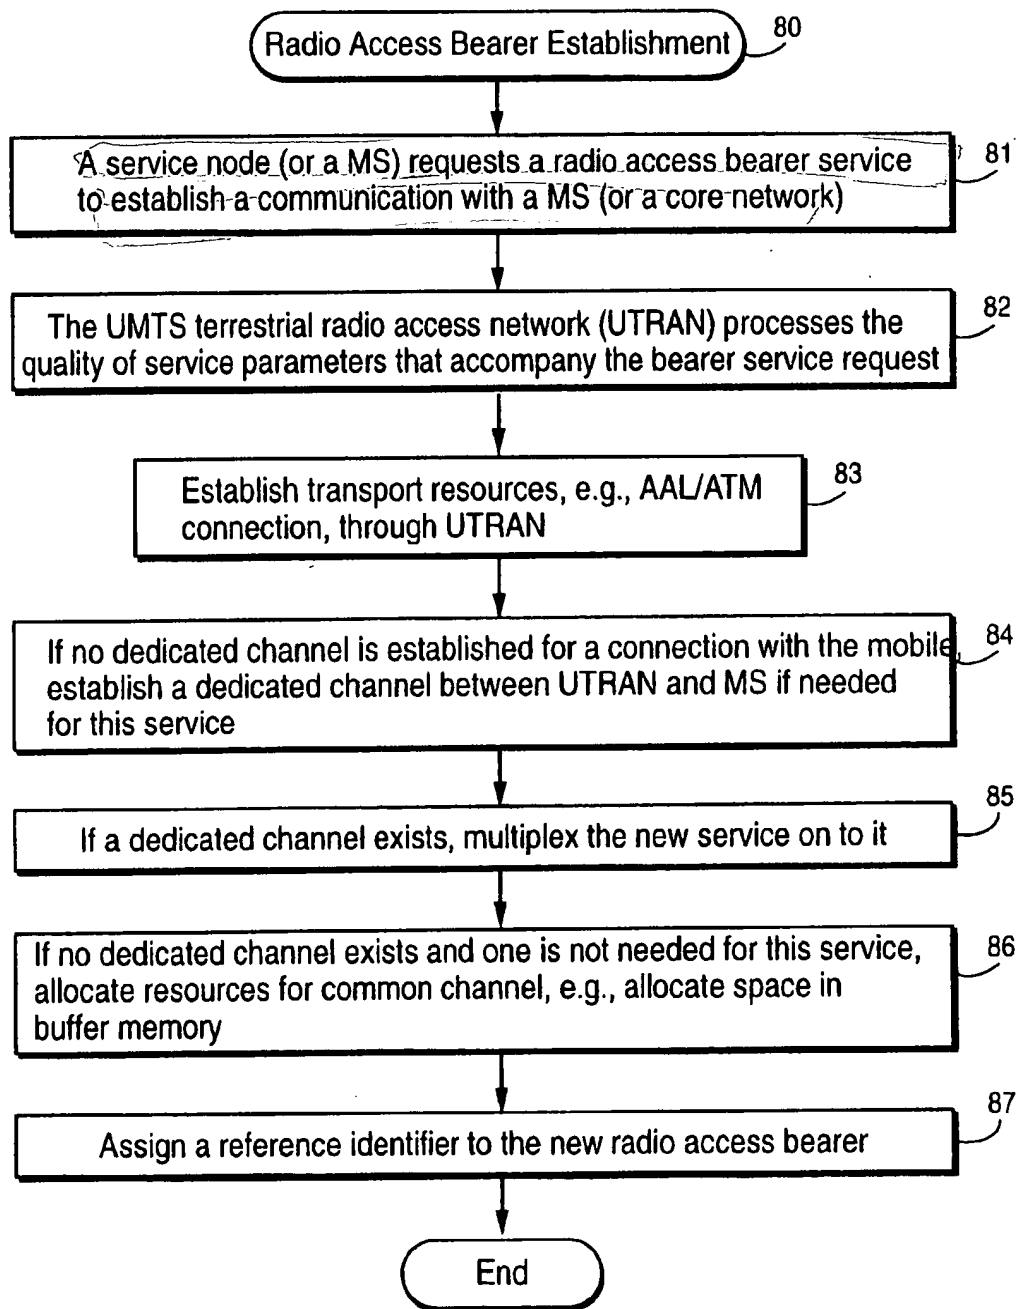 Radio Access Bearer Establishment
80
A service node (or a MS) requests a radio access bearer service
to establish a communication with a MS (or a core network)
81
The UMTS terrestrial radio access network (UTRAN) processes the
quality of service parameters that accompany the bearer service request
82
Establish transport resources, e.g., AAL/ATM
connection, through UTRAN
83
If no dedicated channel is established for a connection with the mobile
establish a dedicated channel between UTRAN and MS if needed
for this service
84
If a dedicated channel exists, multiplex the new service on to it
85
If no dedicated channel exists and one is not needed for this service,
allocate resources for common channel, e.g., allocate space in
buffer memory
86
Assign a reference identifier to the new radio access bearer
87
End